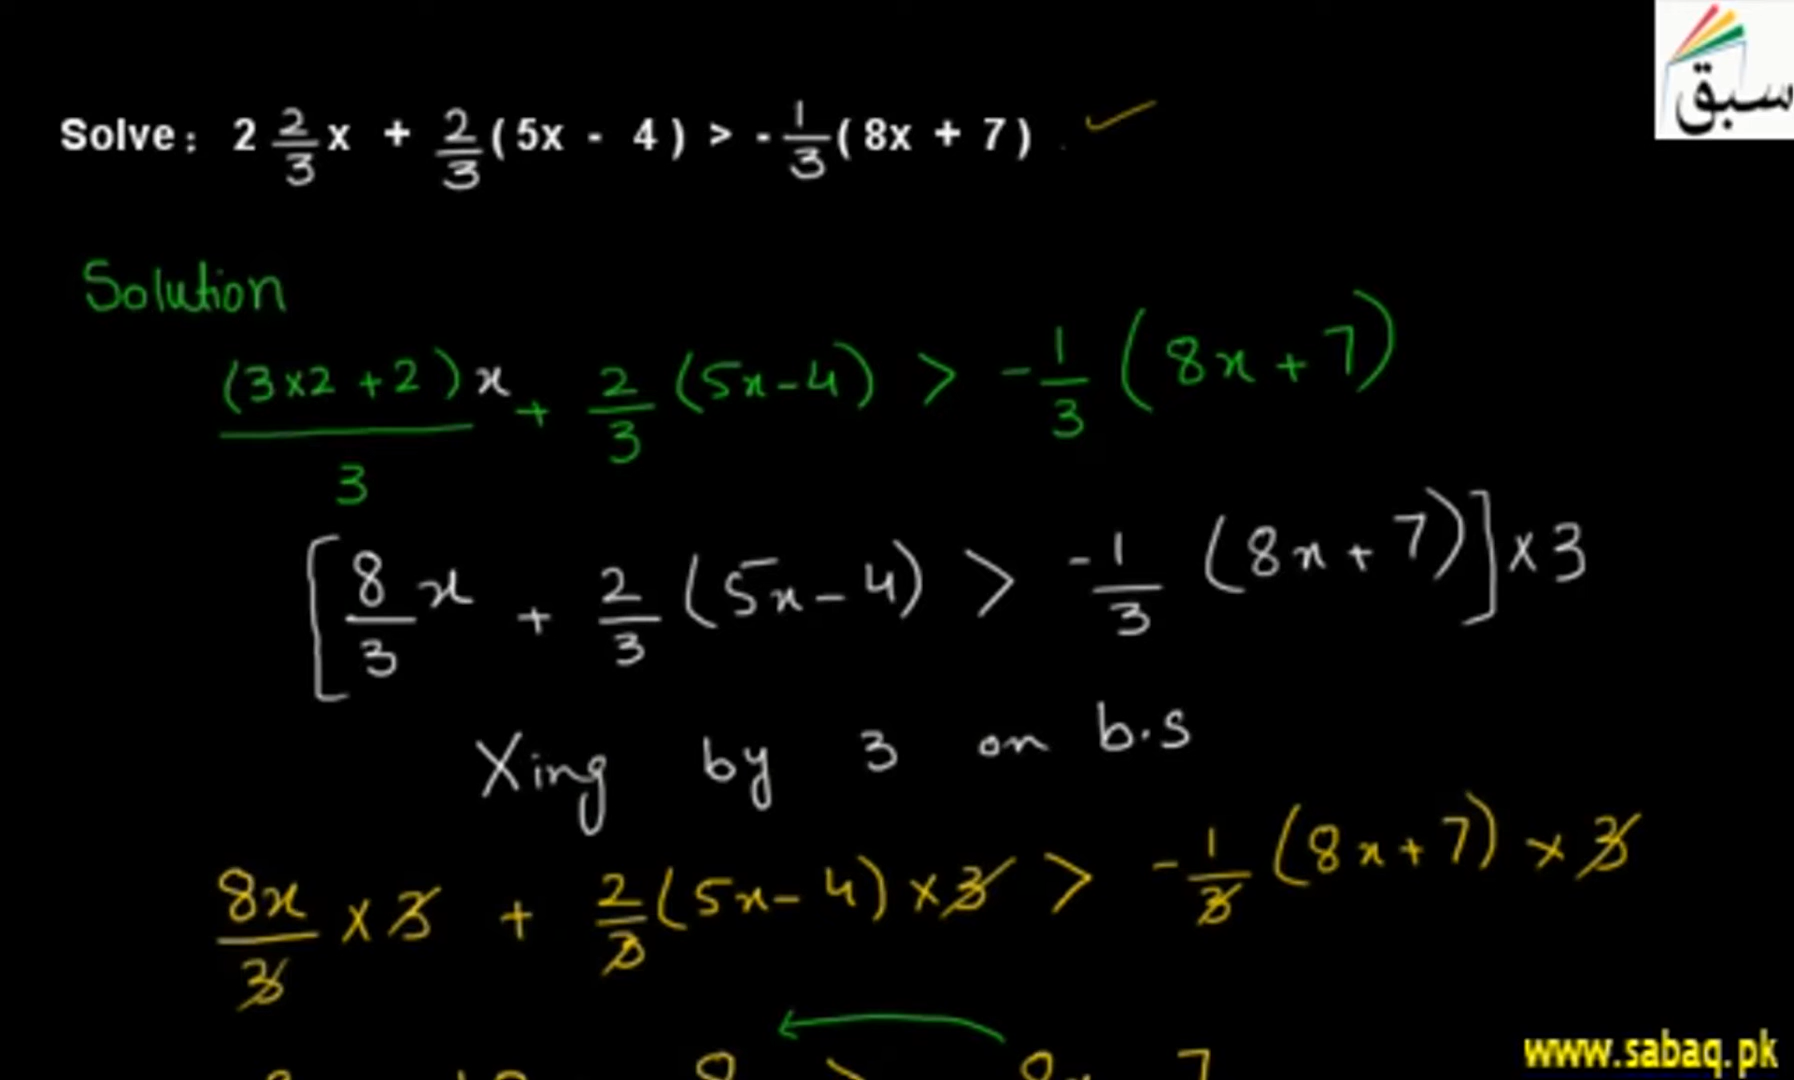 سبق
Solve: 2 2/3 x + 2/3 (5x - 4) > - 1/3 (8x + 7)
Solution
(3x2 + 2)x/3 + 2/3 (5x - 4) > - 1/3 (8x + 7)
[8/3 x + 2/3 (5x - 4) > -1/3 (8x + 7)] x 3
Xing by 3 on b.s
8x/3 x 3 + 2/3 (5x - 4) x 3 > - 1/3 (8x + 7) x 3
www.sabaq.pk